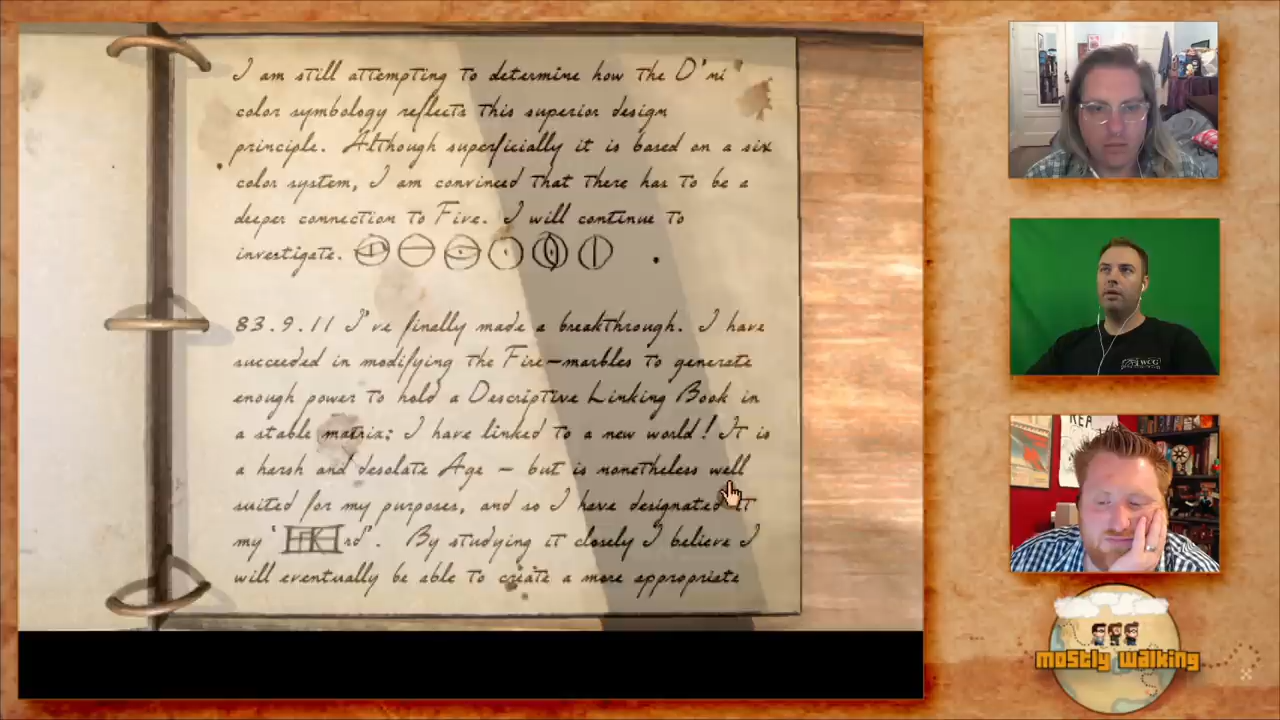 I am still attempting to determine how the D'ni
color symbology reflects this superior design
principle. Although superficially it is based on a six
color system, I am convinced that there has to be a
deeper connection to Five. I will continue to
investigate.
83.9.11 I've finally made a breakthrough. I have
succeeded in modifying the Fire-marbles to generate
enough power to hold a Descriptive Linking Book in
a stable matrix; I have linked to a new world! It is
a harsh and desolate Age - but is nonetheless well
suited for my purposes, and so I have designated it
my " rd". By studying it closely I believe I
will eventually be able to create a more appropriate
REA
mostly walking